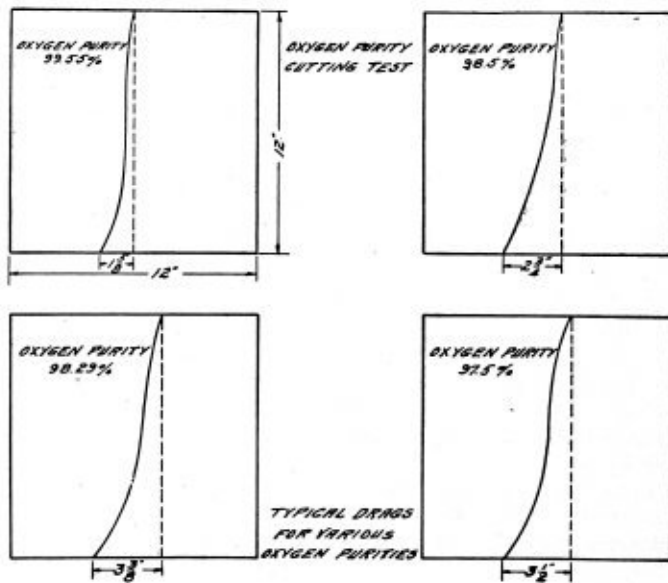 OXYGEN PURITY
99.55%
OXYGEN PURITY
CUTTING TEST
OXYGEN PURITY
98.5%
12"
1 5/8"
12"
2 3/4"
OXYGEN PURITY
98.29%
OXYGEN PURITY
97.5%
TYPICAL DRAGS
FOR VARIOUS
OXYGEN PURITIES
3 3/8"
3 1/2"